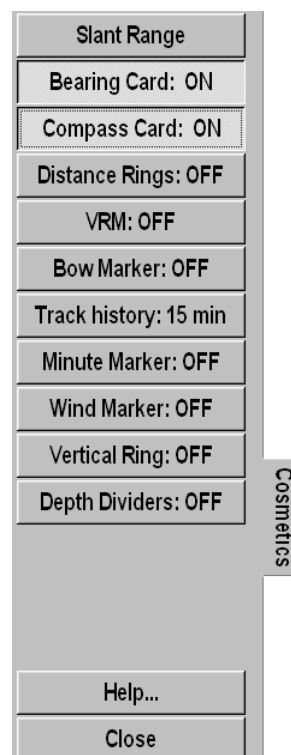 Slant Range
Bearing Card: ON
Compass Card: ON
Distance Rings: OFF
VRM: OFF
Bow Marker: OFF
Track history: 15 min
Minute Marker: OFF
Wind Marker: OFF
Vertical Ring: OFF
Depth Dividers: OFF
Cosmetics
Help...
Close